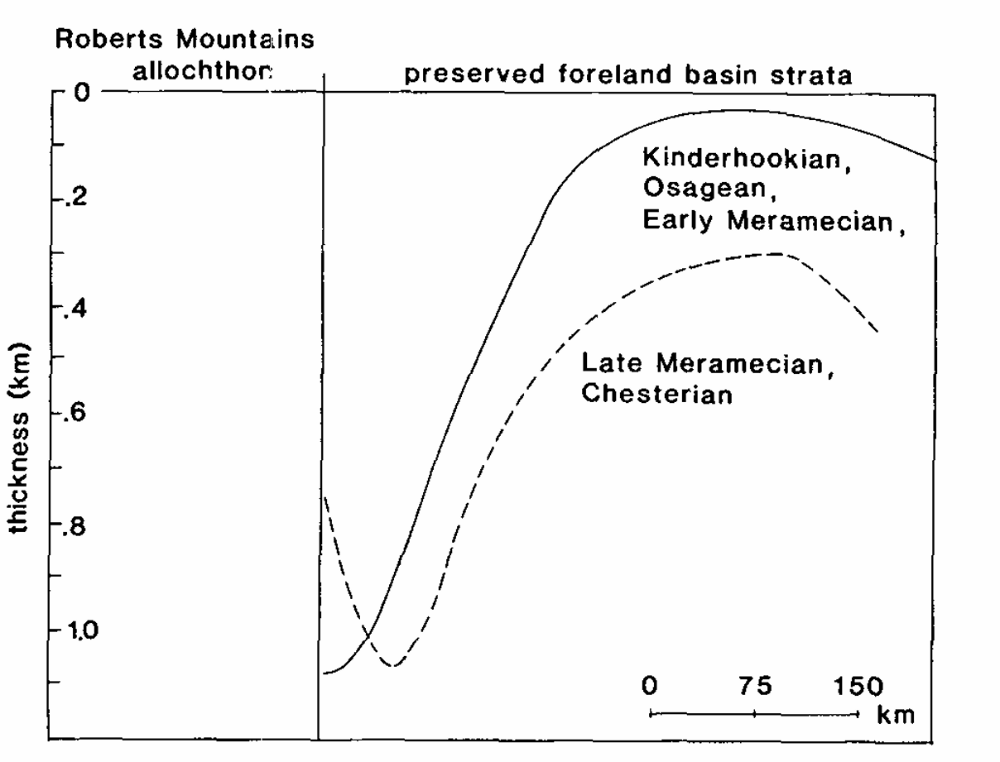 Roberts Mountains
allochthon
preserved foreland basin strata
0
.2
.4
.6
.8
1.0
thickness (km)
Kinderhookian,
Osagean,
Early Meramecian,
Late Meramecian,
Chesterian
0 75 150
km